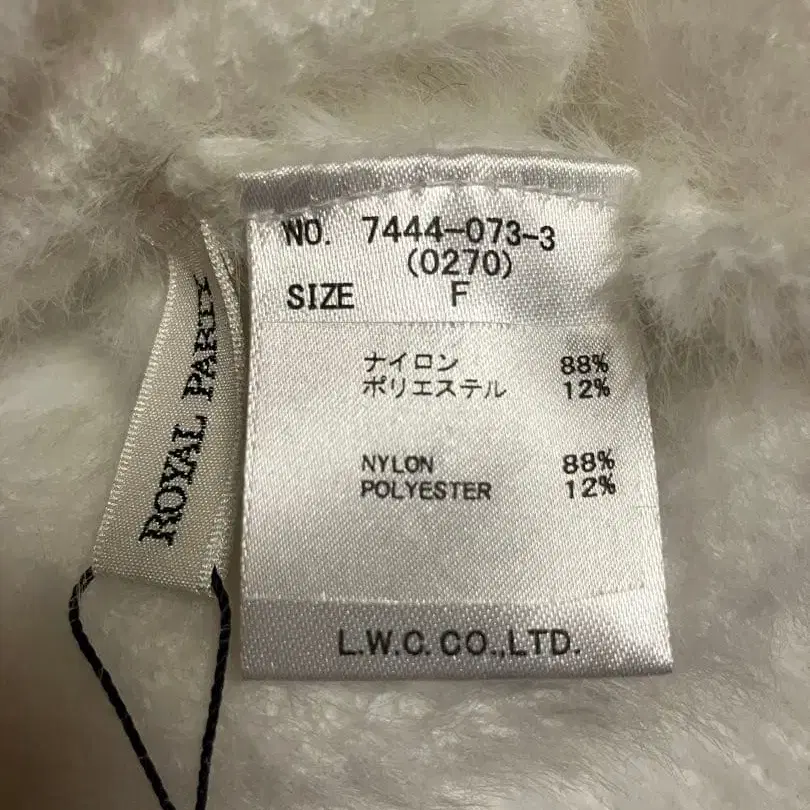 NO. 7444-073-3
(0270)
SIZE F
ナイロン 88%
ポリエステル 12%
NYLON 88%
POLYESTER 12%
L.W.C. CO.,LTD.
ROYAL PARTY